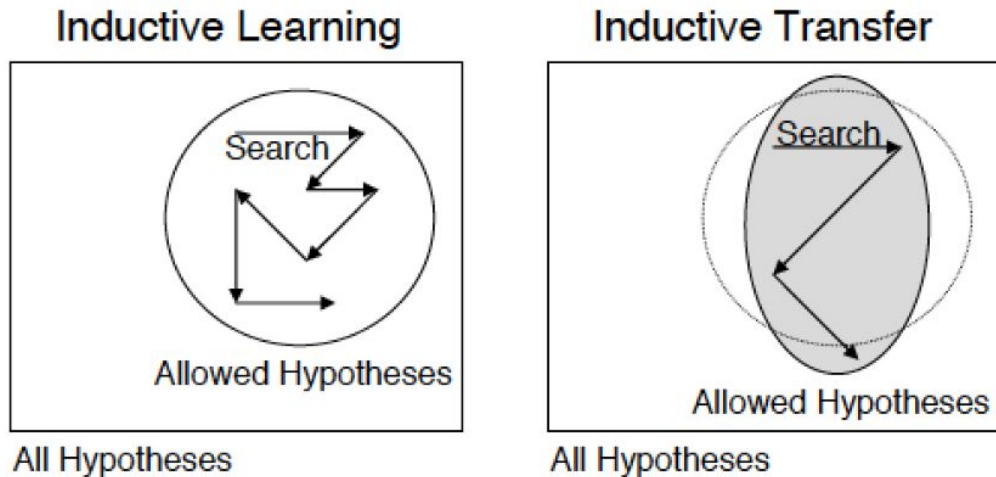 Inductive Learning
Search
Allowed Hypotheses
All Hypotheses
Inductive Transfer
Search
Allowed Hypotheses
All Hypotheses